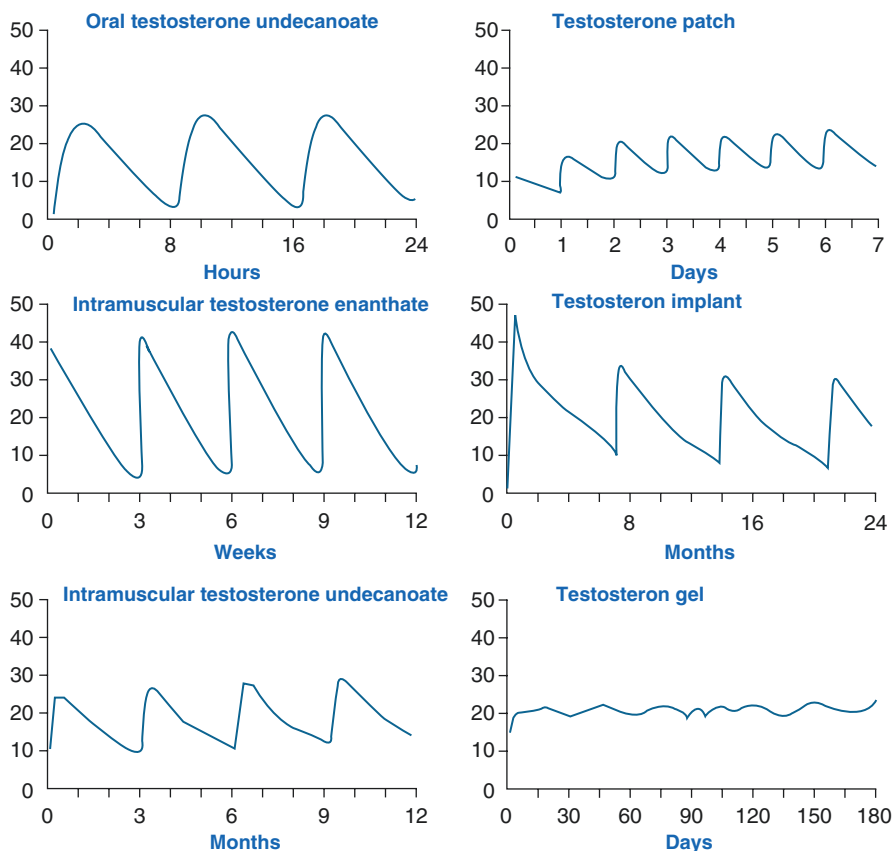 Oral testosterone undecanoate
50
40
30
20
10
0
0 8 16 24
Hours
Testosterone patch
50
40
30
20
10
0
0 1 2 3 4 5 6 7
Days
Intramuscular testosterone enanthate
50
40
30
20
10
0
0 3 6 9 12
Weeks
Testosteron implant
50
40
30
20
10
0
0 8 16 24
Months
Intramuscular testosterone undecanoate
50
40
30
20
10
0
0 3 6 9 12
Months
Testosteron gel
50
40
30
20
10
0
0 30 60 90 120 150 180
Days